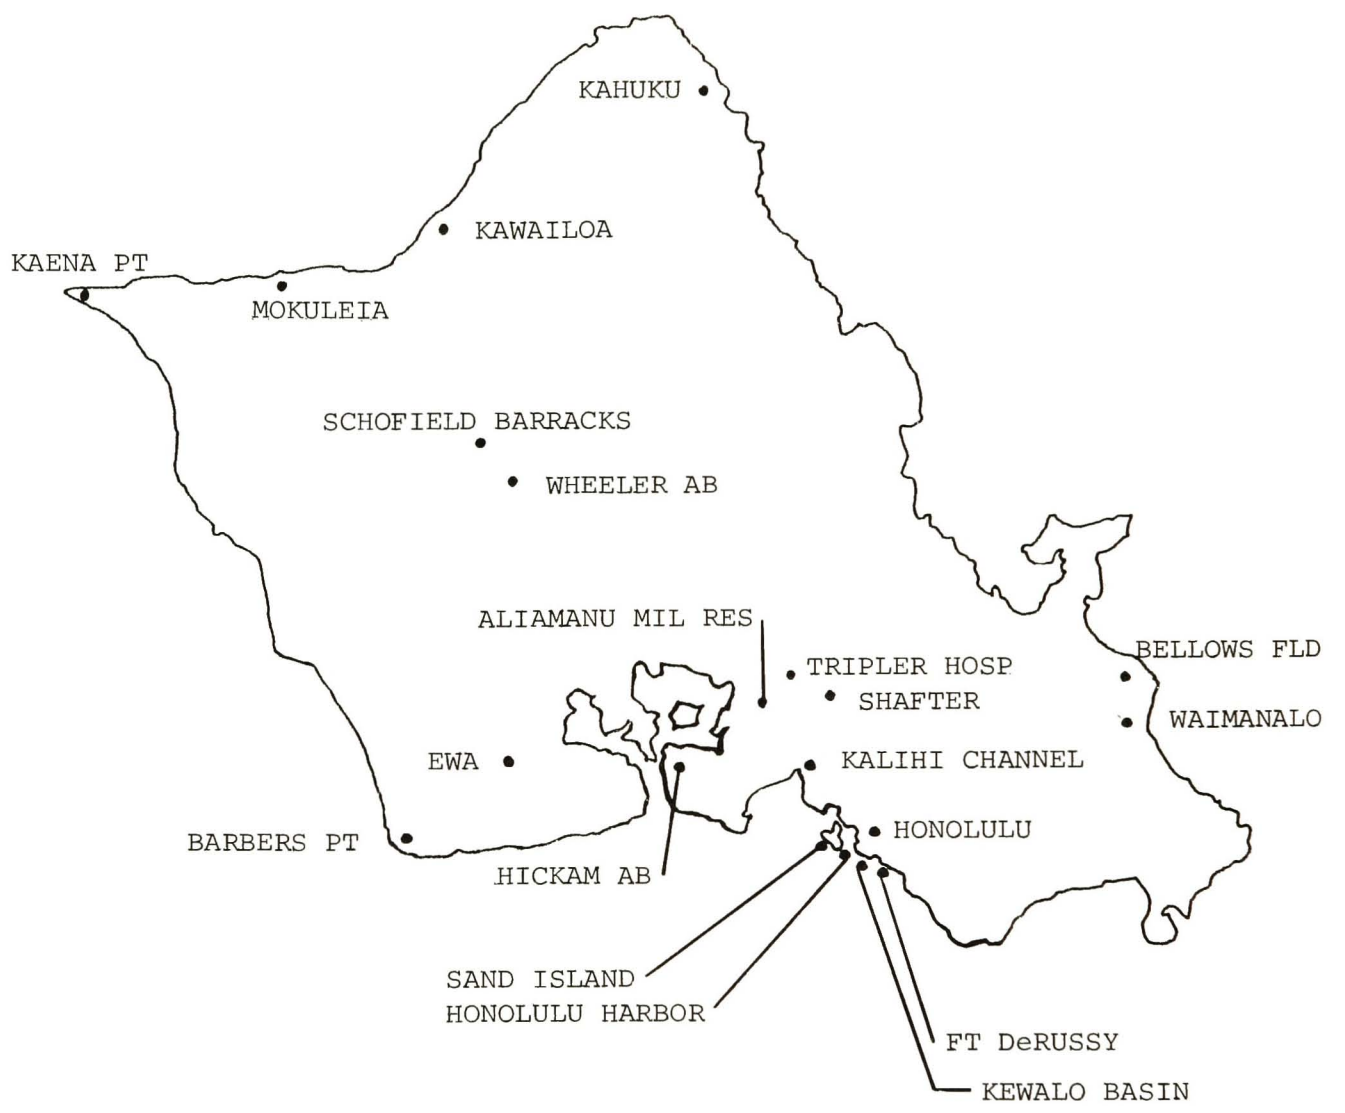 KAHUKU
KAWAILOA
KAENA PT
MOKULEIA
SCHOFIELD BARRACKS
WHEELER AB
ALIAMANU MIL RES
BELLOWS FLD
TRIPLER HOSP
SHAFTER
WAIMANALO
EWA
KALIHI CHANNEL
HONOLULU
BARBERS PT
HICKAM AB
SAND ISLAND
HONOLULU HARBOR
FT DeRUSSY
KEWALO BASIN